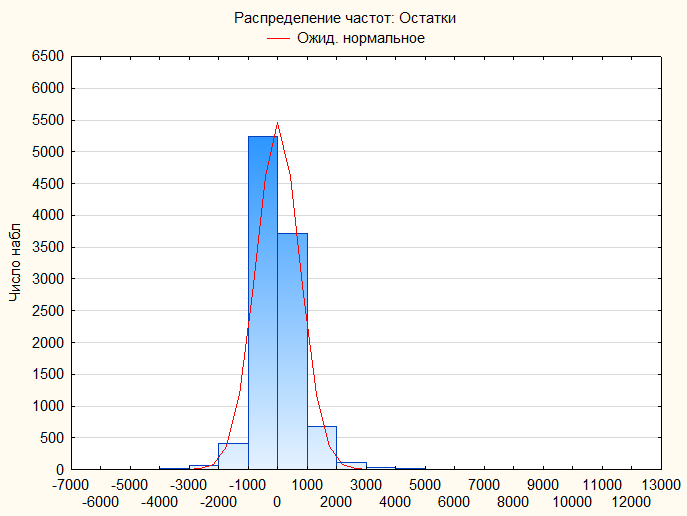 Распределение частот: Остатки
Ожид. нормальное
6500
6000
5500
5000
4500
4000
3500
3000
2500
2000
1500
1000
500
0
Число набл
-7000 -5000 -3000 -1000 1000 3000 5000 7000 9000 11000 13000
-6000 -4000 -2000 0 2000 4000 6000 8000 10000 12000